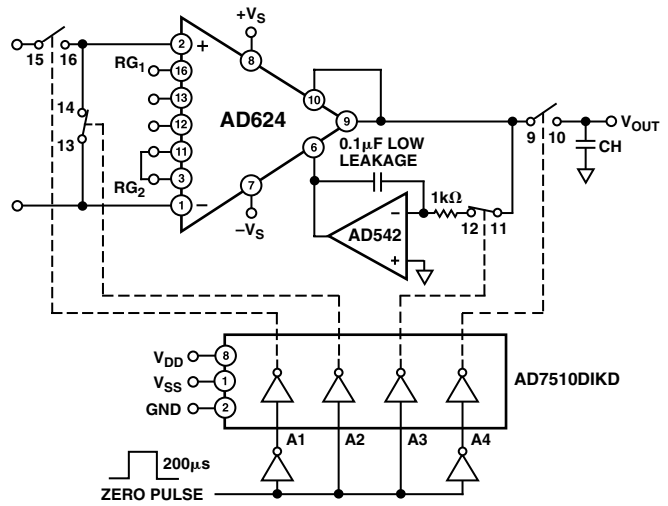 +VS
15 16
2 +
RG1
16
8
14
13
13
10
12
AD624
9
0.1µF LOW
LEAKAGE
11
6
RG2
3
7
1 −
−VS
9 10
VOUT
CH
1kΩ
−
AD542
+
12 11
VDD 8
VSS 1
GND 2
AD7510DIKD
A1 A2 A3 A4
200µs
ZERO PULSE